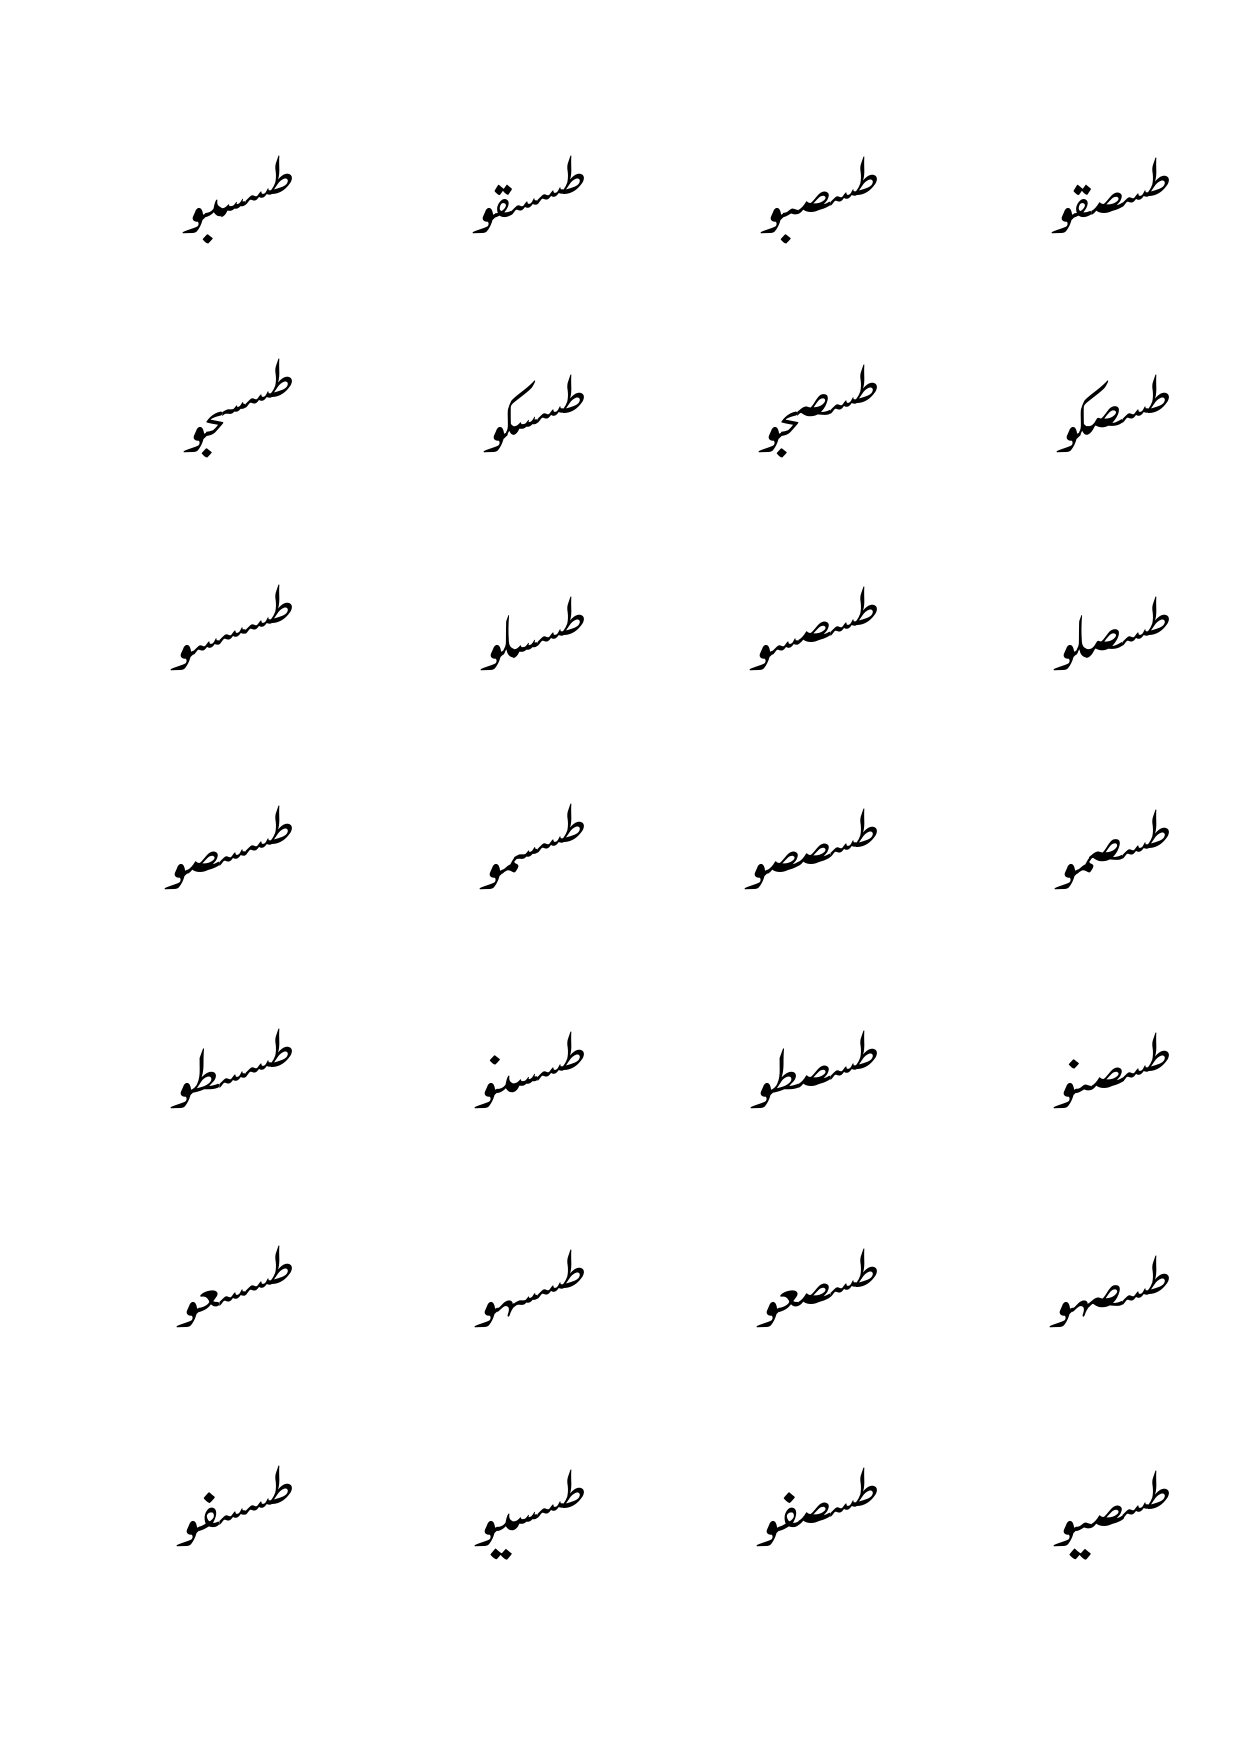 طسصقو طسصبو طسسقو طسسبو
طسصكو طسصجو طسسكو طسسجو
طسصلو طسصسو طسسلو طسسسو
طسصمو طسصصو طسسمو طسسصو
طسصنو طسصطو طسسنو طسسطو
طسصهو طسصعو طسسهو طسسعو
طسصيو طسصفو طسسيو طسسفو